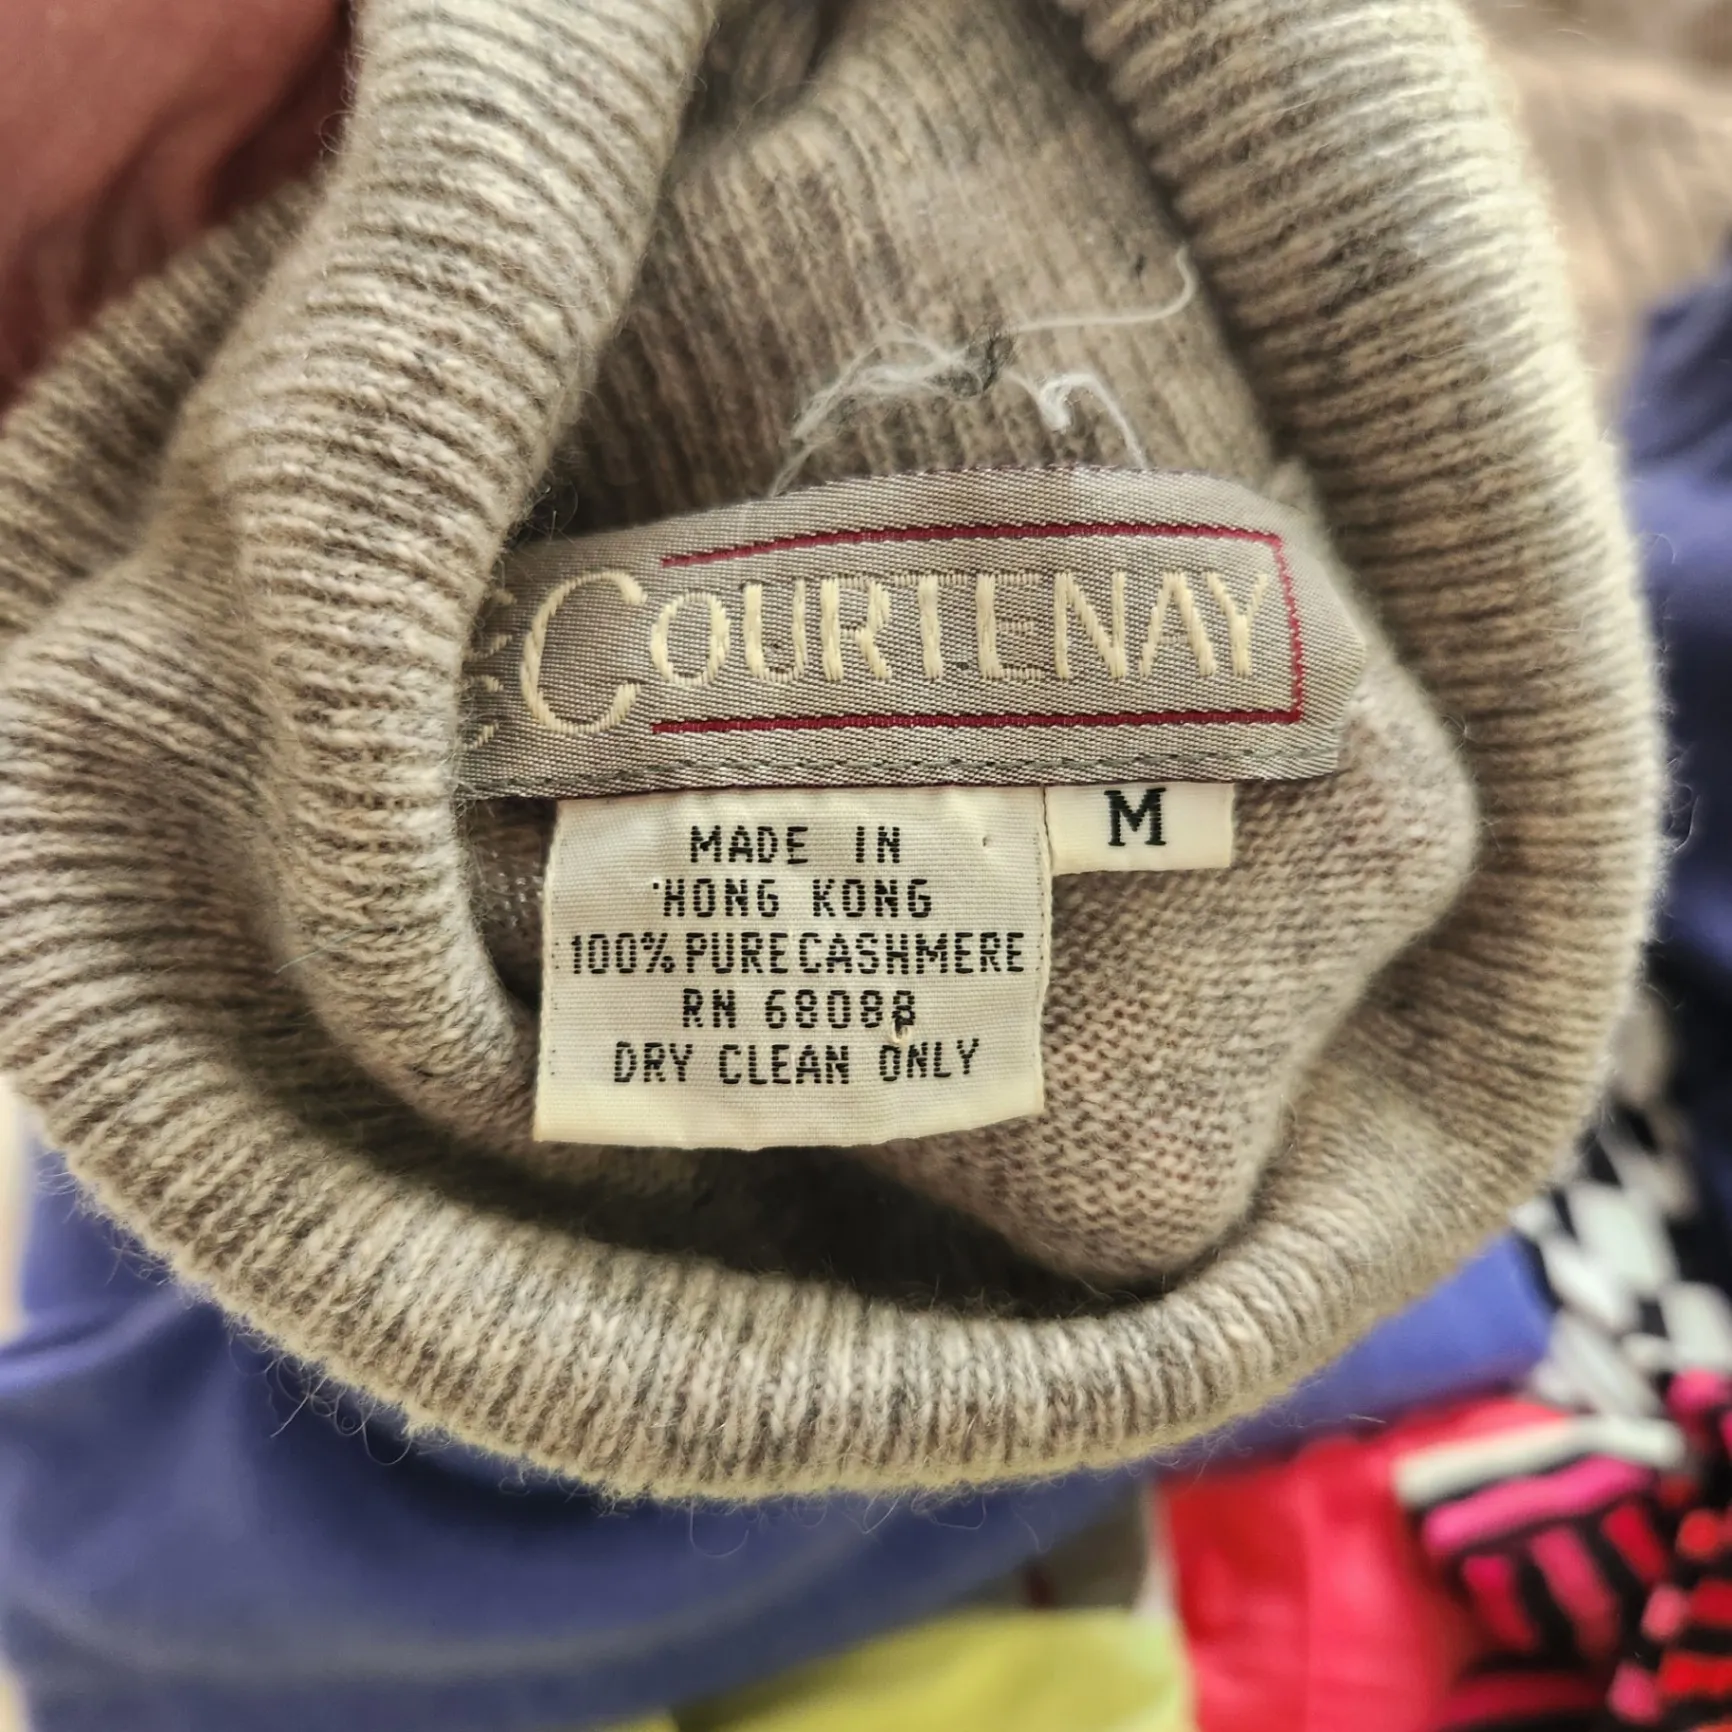 COURTENAY
M
MADE IN
HONG KONG
100% PURE CASHMERE
RN 68088
DRY CLEAN ONLY